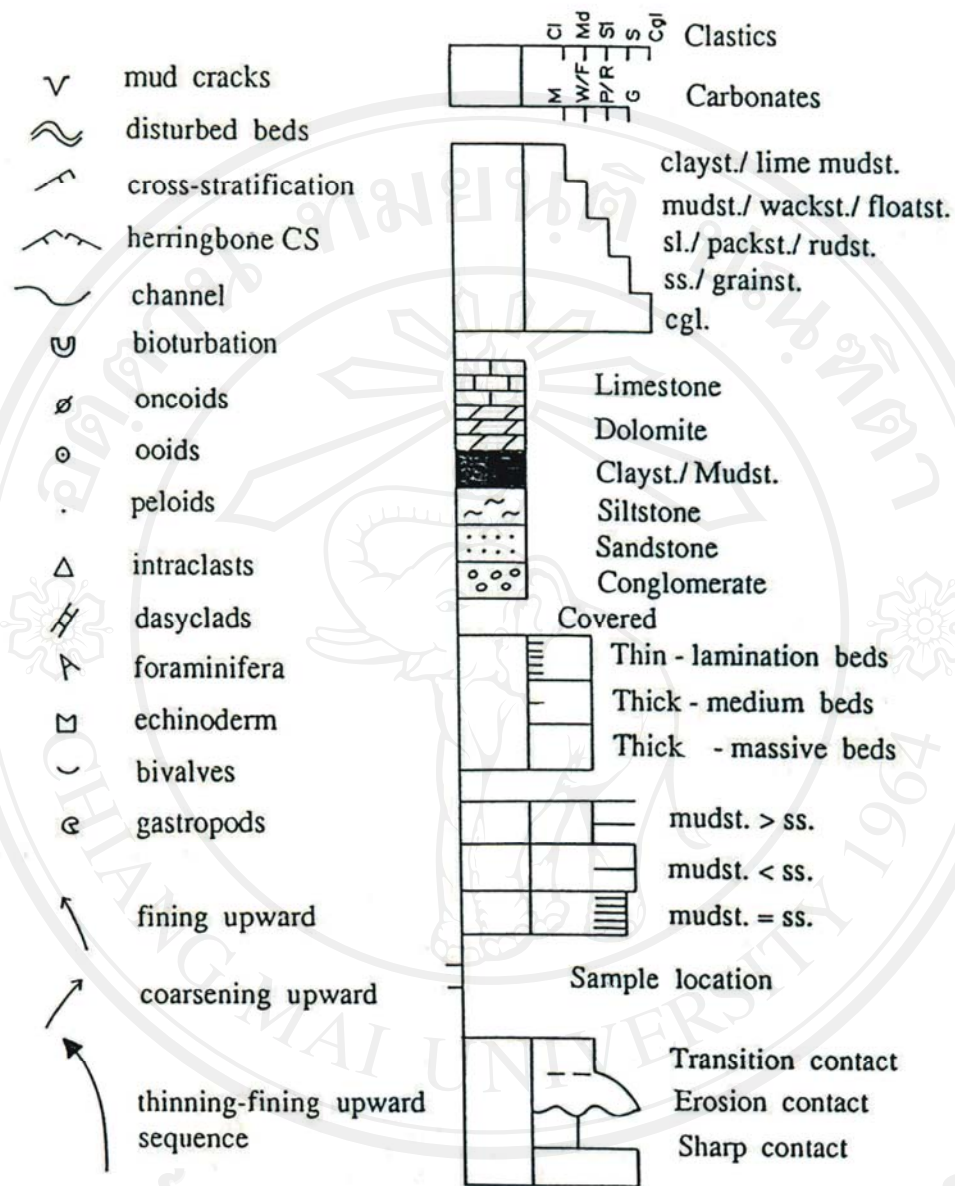 mud cracks
disturbed beds
cross-stratification
herringbone CS
channel
bioturbation
oncoids
ooids
peloids
intraclasts
dasyclads
foraminifera
echinoderm
bivalves
gastropods
fining upward
coarsening upward
thinning-fining upward
sequence
Cl Md Sl S Cgl Clastics
M W/F P/R G Carbonates
clayst./ lime mudst.
mudst./ wackst./ floatst.
sl./ packst./ rudst.
ss./ grainst.
cgl.
Limestone
Dolomite
Clayst./ Mudst.
Siltstone
Sandstone
Conglomerate
Covered
Thin - lamination beds
Thick - medium beds
Thick - massive beds
mudst. > ss.
mudst. < ss.
mudst. = ss.
Sample location
Transition contact
Erosion contact
Sharp contact
CHIANG MAI UNIVERSITY 1964